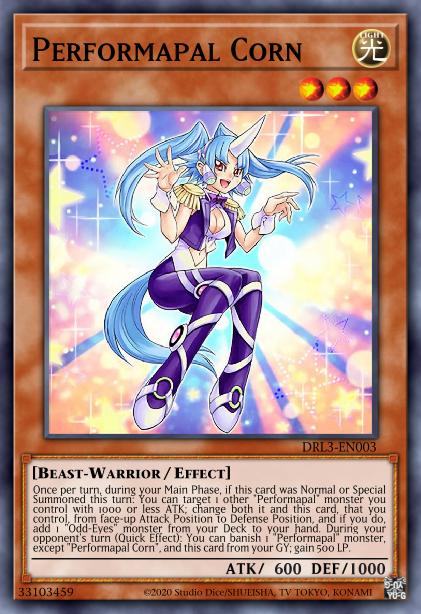 Performapal Corn
LIGHT
光
DRL3-EN003
[Beast-Warrior / Effect]
Once per turn, during your Main Phase, if this card was Normal or Special
Summoned this turn: You can target 1 other "Performapal" monster you
control with 1000 or less ATK; change both it and this card, that you
control, from face-up Attack Position to Defense Position, and if you do,
add 1 "Odd-Eyes" monster from your Deck to your hand. During your
opponent's turn (Quick Effect): You can banish 1 "Performapal" monster,
except "Performapal Corn", and this card from your GY; gain 500 LP.
ATK/ 600 DEF/1000
33103459
©2020 Studio Dice/SHUEISHA, TV TOKYO, KONAMI